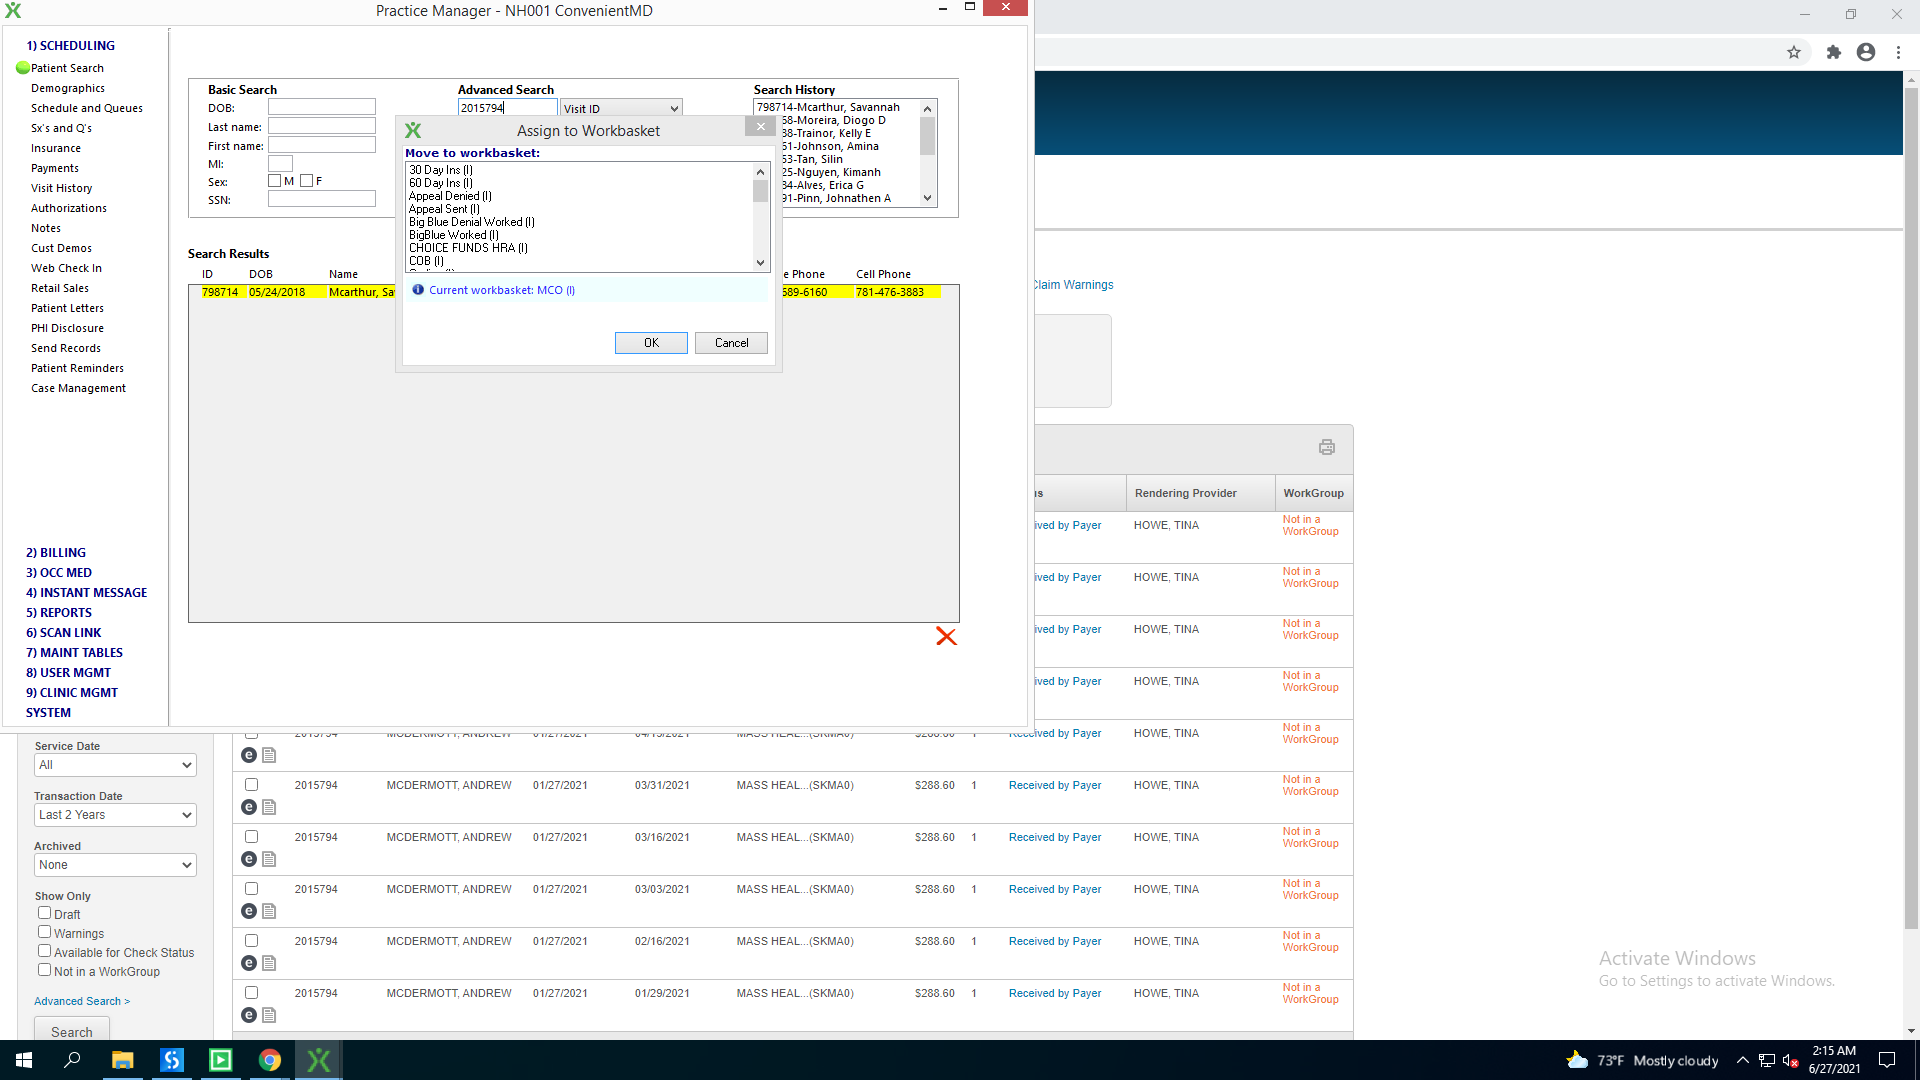 Practice Manager - NH001 ConvenientMD
1) SCHEDULING
Patient Search
Demographics
Schedule and Queues
Sx's and Q's
Insurance
Payments
Visit History
Authorizations
Notes
Cust Demos
Web Check In
Retail Sales
Patient Letters
PHI Disclosure
Send Records
Patient Reminders
Case Management
2) BILLING
3) OCC MED
4) INSTANT MESSAGE
5) REPORTS
6) SCAN LINK
7) MAINT TABLES
8) USER MGMT
9) CLINIC MGMT
SYSTEM
Basic Search
DOB:
Last name:
First name:
MI:
Sex: M F
SSN:
Advanced Search
2015794 Visit ID
Search History
798714-Mcarthur, Savannah
58-Moreira, Diogo D
38-Trainor, Kelly E
51-Johnson, Amina
53-Tan, Silin
25-Nguyen, Kimanh
34-Alves, Erica G
91-Pinn, Johnathen A
Assign to Workbasket
Move to workbasket:
30 Day Ins (I)
60 Day Ins (I)
Appeal Denied (I)
Appeal Sent (I)
Big Blue Denial Worked (I)
BigBlue Worked (I)
CHOICE FUNDS HRA (I)
COB (I)
Current workbasket: MCO (I)
OK Cancel
Search Results
ID DOB Name e Phone Cell Phone
798714 05/24/2018 Mcarthur, Sa 689-6160 781-476-3883
Claim Warnings
us Rendering Provider WorkGroup
ived by Payer HOWE, TINA Not in a
WorkGroup
ived by Payer HOWE, TINA Not in a
WorkGroup
ived by Payer HOWE, TINA Not in a
WorkGroup
ived by Payer HOWE, TINA Not in a
WorkGroup
2015794 MCDERMOTT, ANDREW 01/27/2021 04/15/2021 MASS HEAL...(SKMA0) $288.60 1 Received by Payer HOWE, TINA Not in a
WorkGroup
2015794 MCDERMOTT, ANDREW 01/27/2021 03/31/2021 MASS HEAL...(SKMA0) $288.60 1 Received by Payer HOWE, TINA Not in a
WorkGroup
2015794 MCDERMOTT, ANDREW 01/27/2021 03/16/2021 MASS HEAL...(SKMA0) $288.60 1 Received by Payer HOWE, TINA Not in a
WorkGroup
2015794 MCDERMOTT, ANDREW 01/27/2021 03/03/2021 MASS HEAL...(SKMA0) $288.60 1 Received by Payer HOWE, TINA Not in a
WorkGroup
2015794 MCDERMOTT, ANDREW 01/27/2021 02/16/2021 MASS HEAL...(SKMA0) $288.60 1 Received by Payer HOWE, TINA Not in a
WorkGroup
2015794 MCDERMOTT, ANDREW 01/27/2021 01/29/2021 MASS HEAL...(SKMA0) $288.60 1 Received by Payer HOWE, TINA Not in a
WorkGroup
Service Date
All
Transaction Date
Last 2 Years
Archived
None
Show Only
Draft
Warnings
Available for Check Status
Not in a WorkGroup
Advanced Search >
Search
Activate Windows
Go to Settings to activate Windows.
73°F Mostly cloudy
2:15 AM
6/27/2021